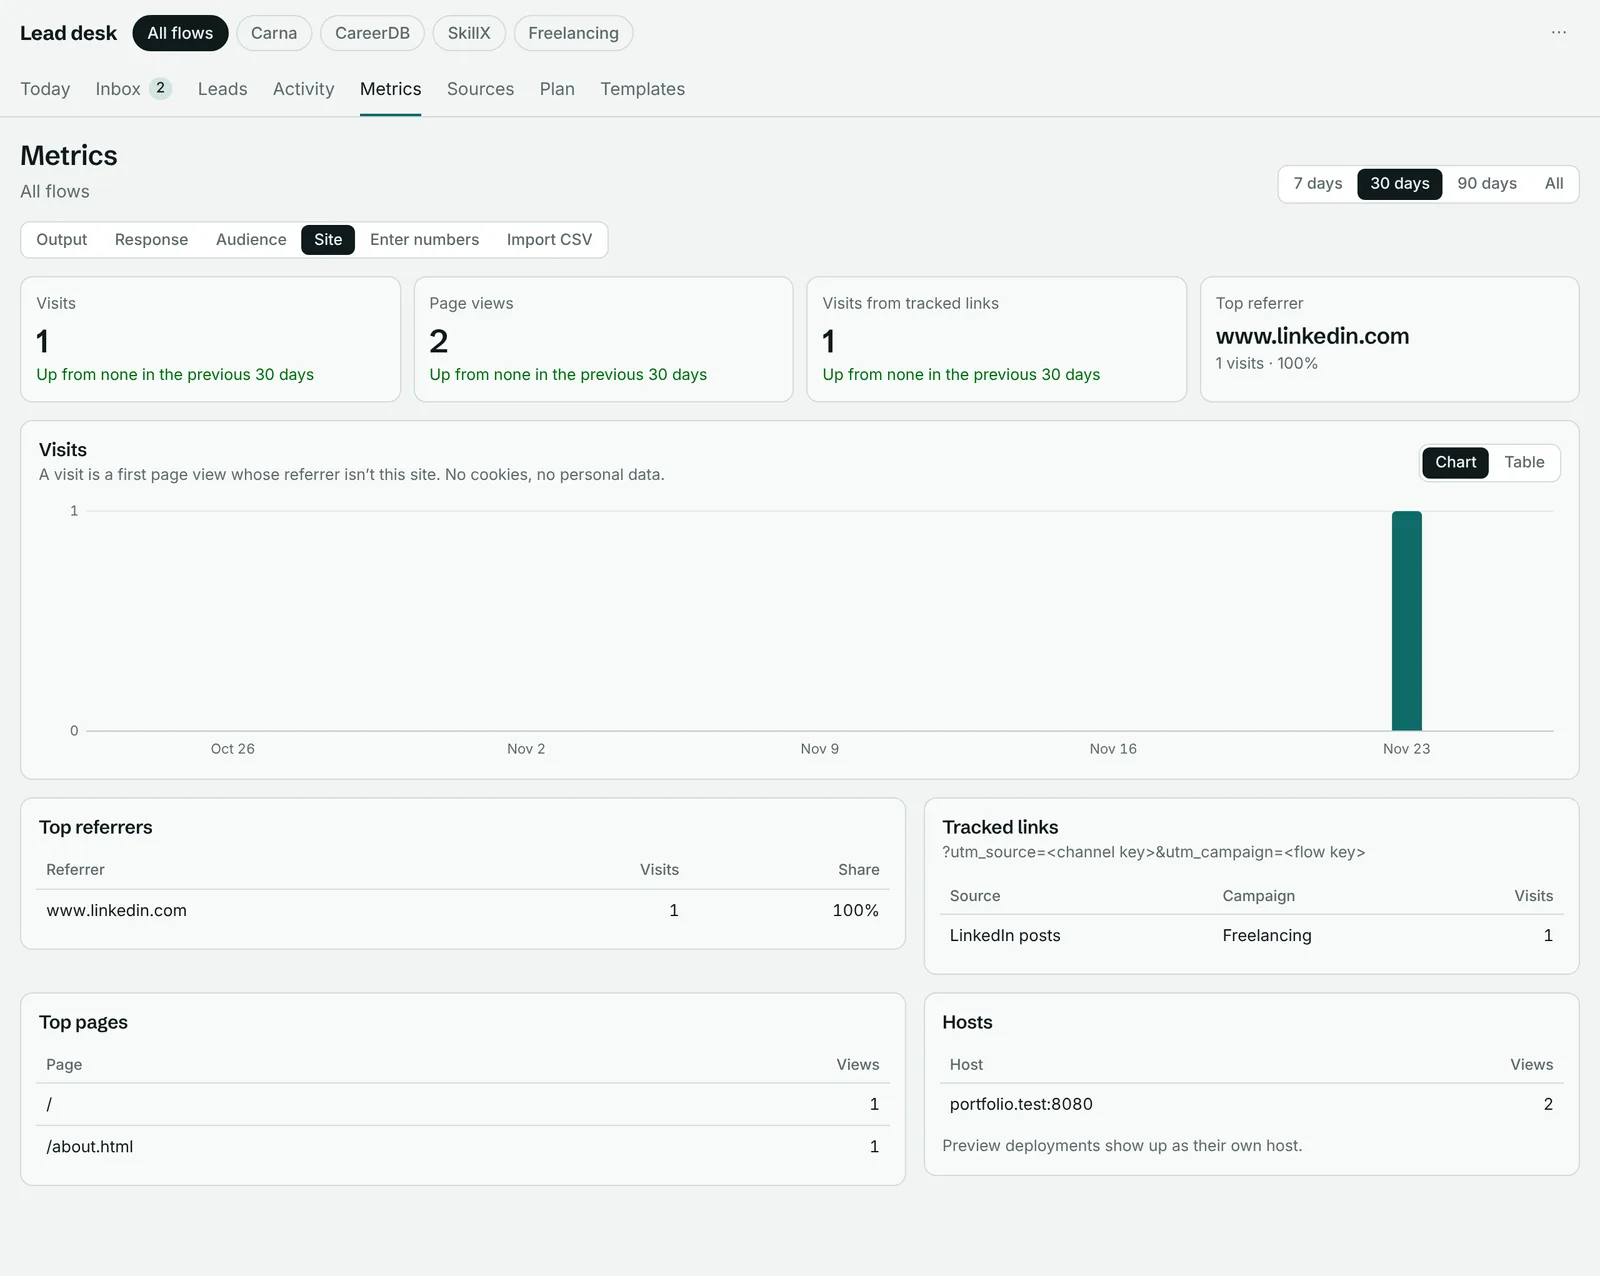 Lead desk All flows Carna CareerDB SkillX Freelancing ...
Today Inbox 2 Leads Activity Metrics Sources Plan Templates
Metrics
All flows
7 days 30 days 90 days All
Output Response Audience Site Enter numbers Import CSV
Visits
1
Up from none in the previous 30 days
Page views
2
Up from none in the previous 30 days
Visits from tracked links
1
Up from none in the previous 30 days
Top referrer
www.linkedin.com
1 visits · 100%
Visits
A visit is a first page view whose referrer isn’t this site. No cookies, no personal data.
Chart Table
1
0
Oct 26 Nov 2 Nov 9 Nov 16 Nov 23
Top referrers
Referrer Visits Share
www.linkedin.com 1 100%
Tracked links
?utm_source=<channel key>&utm_campaign=<flow key>
Source Campaign Visits
LinkedIn posts Freelancing 1
Top pages
Page Views
/ 1
/about.html 1
Hosts
Host Views
portfolio.test:8080 2
Preview deployments show up as their own host.